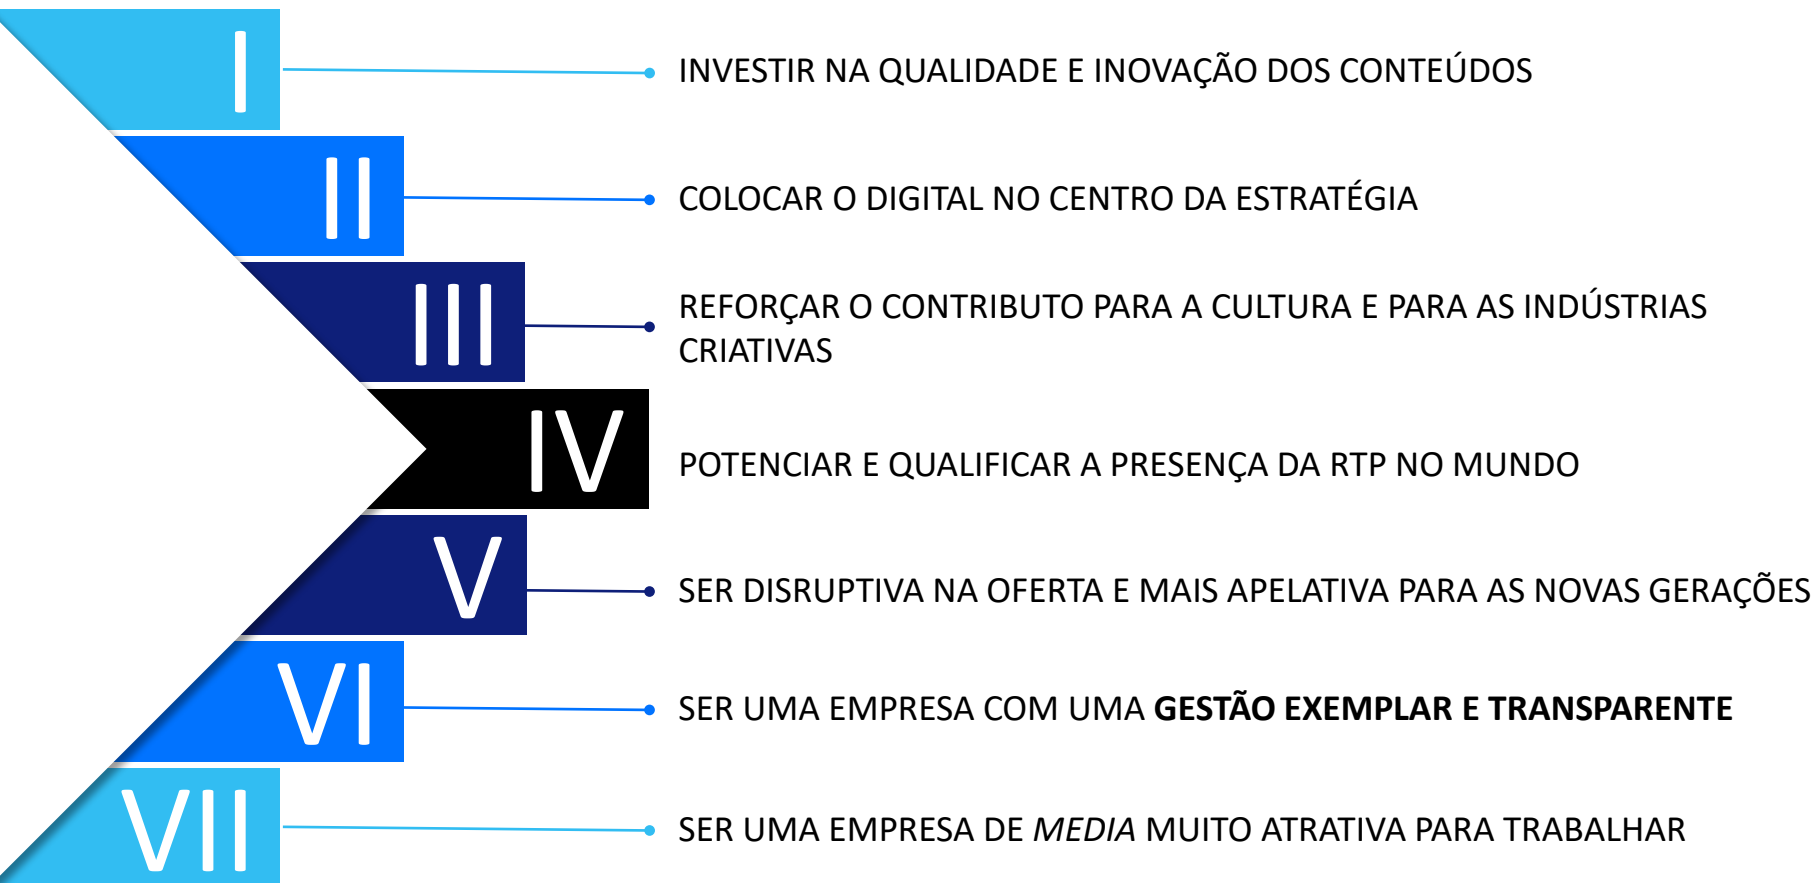 I
INVESTIR NA QUALIDADE E INOVAÇÃO DOS CONTEÚDOS
II
COLOCAR O DIGITAL NO CENTRO DA ESTRATÉGIA
III
REFORÇAR O CONTRIBUTO PARA A CULTURA E PARA AS INDÚSTRIAS
CRIATIVAS
IV
POTENCIAR E QUALIFICAR A PRESENÇA DA RTP NO MUNDO
V
SER DISRUPTIVA NA OFERTA E MAIS APELATIVA PARA AS NOVAS GERAÇÕES
VI
SER UMA EMPRESA COM UMA GESTÃO EXEMPLAR E TRANSPARENTE
VII
SER UMA EMPRESA DE MEDIA MUITO ATRATIVA PARA TRABALHAR